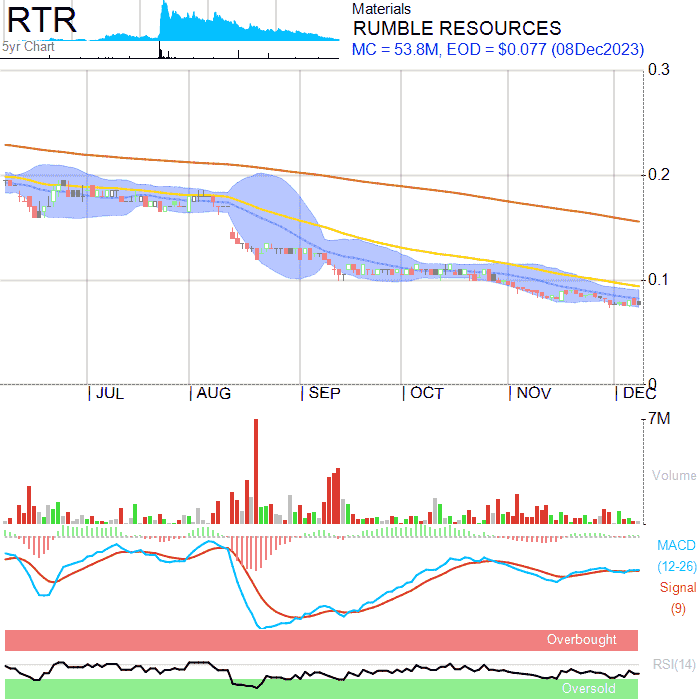 RTR
5yr Chart
Materials
RUMBLE RESOURCES
MC = 53.8M, EOD = $0.077 (08Dec2023)
0.3
0.2
0.1
0
JUL AUG SEP OCT NOV DEC
7M
Volume
MACD
(12-26)
Signal
(9)
Overbought
RSI(14)
Oversold